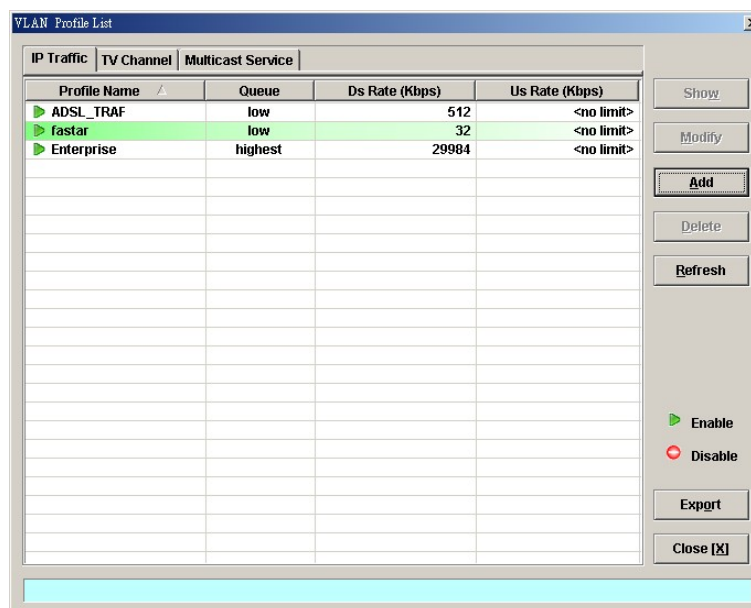 VLAN Profile List
IP Traffic TV Channel Multicast Service
Profile Name Queue Ds Rate (Kbps) Us Rate (Kbps)
ADSL_TRAF low 512 <no limit>
fastar low 32 <no limit>
Enterprise highest 29984 <no limit>
Show
Modify
Add
Delete
Refresh
Enable
Disable
Export
Close [X]